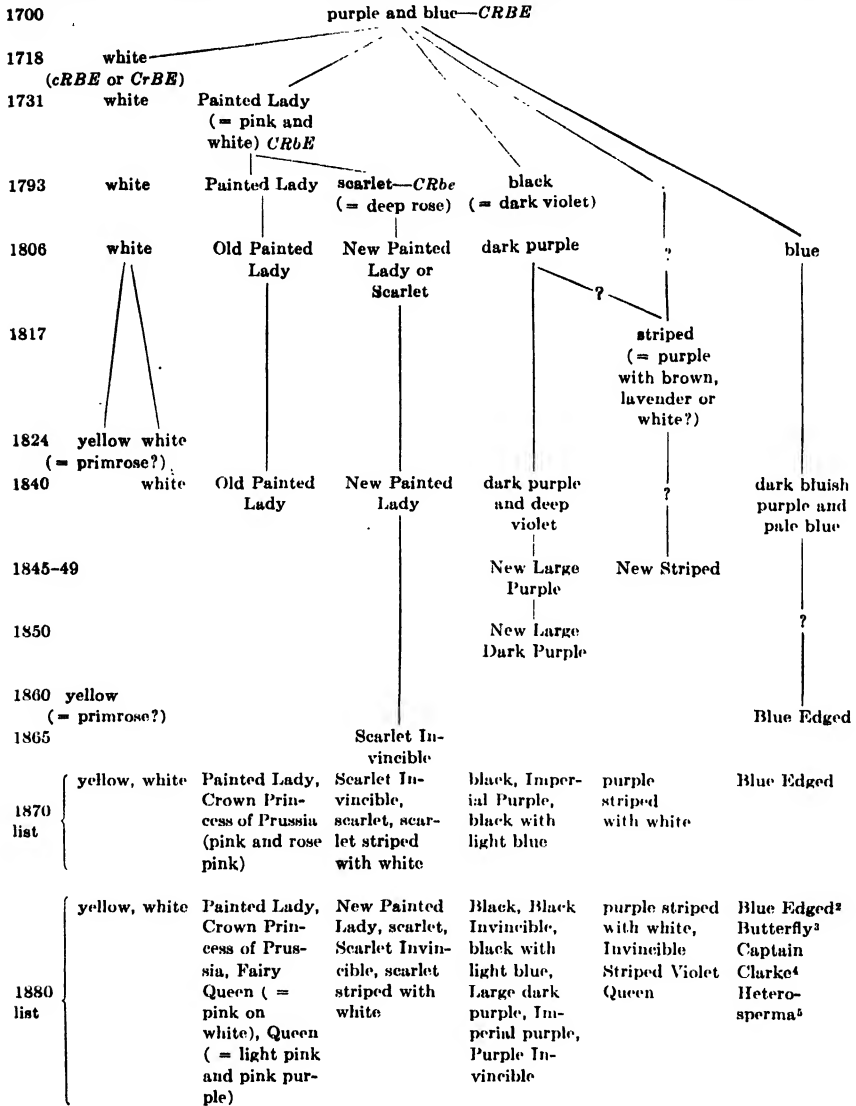 1700 purple and blue—CRBE
1718 white
(cRBE or CrBE)
1731 white Painted Lady
(= pink and
white) CRbE
1793 white Painted Lady scarlet—CRbe black
(= deep rose) (= dark violet)
1806 white Old Painted New Painted dark purple ? blue
Lady Lady or
Scarlet
?
1817 striped
(= purple
with brown,
lavender or
white?)
1824 yellow white
(= primrose?)
1840 white Old Painted New Painted dark purple ? dark bluish
Lady Lady and deep purple and
violet pale blue
1845-49 New Large New Striped
Purple
?
1850 New Large
Dark Purple
1860 yellow
(= primrose?) Blue Edged
1865 Scarlet In-
vincible
1870
list
yellow, white Painted Lady, Scarlet In- black, Imper- purple Blue Edged
Crown Prin- vincible, ial Purple, striped
cess of Prussia scarlet, scar- black with with white
(pink and rose let striped light blue
pink) with white
1880
list
yellow, white Painted Lady, New Painted Black, Black purple striped Blue Edged²
Crown Prin- Lady, scarlet, Invincible, with white, Butterfly³
cess of Prus- Scarlet Invin- black with Invincible Captain
sia, Fairy cible, scarlet light blue, Striped Violet Clarke⁴
Queen ( = striped with Large dark Queen Hetero-
pink on white purple, Im- sperma⁵
white), Queen perial purple,
( = light pink Purple In-
and pink pur- vincible
ple)